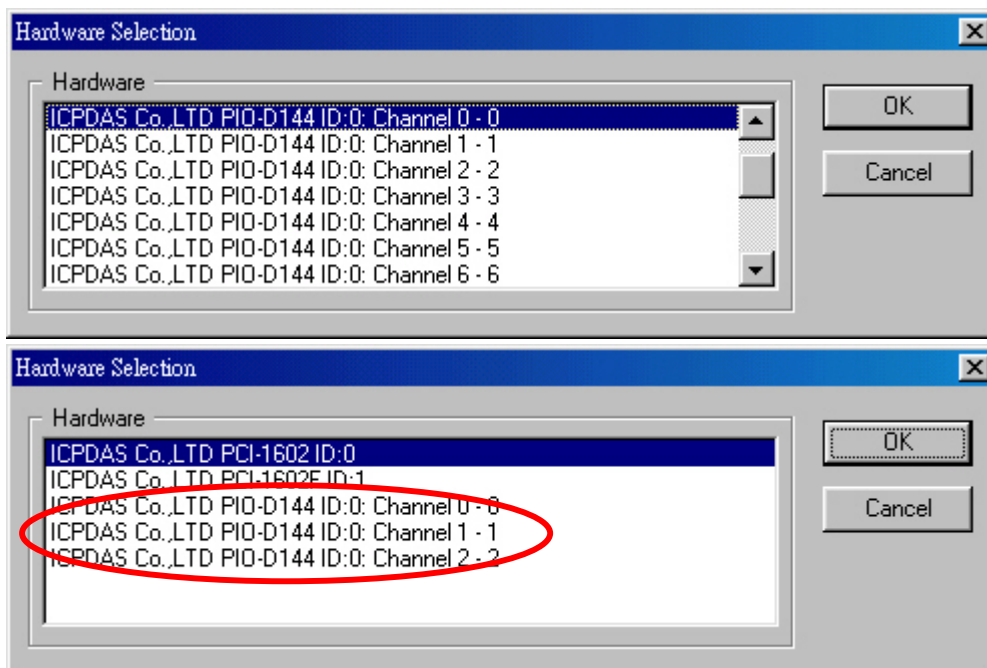 Hardware Selection
Hardware
ICPDAS Co.,LTD PIO-D144 ID:0: Channel 0 - 0
ICPDAS Co.,LTD PIO-D144 ID:0: Channel 1 - 1
ICPDAS Co.,LTD PIO-D144 ID:0: Channel 2 - 2
ICPDAS Co.,LTD PIO-D144 ID:0: Channel 3 - 3
ICPDAS Co.,LTD PIO-D144 ID:0: Channel 4 - 4
ICPDAS Co.,LTD PIO-D144 ID:0: Channel 5 - 5
ICPDAS Co.,LTD PIO-D144 ID:0: Channel 6 - 6
OK
Cancel
Hardware Selection
Hardware
ICPDAS Co.,LTD PCI-1602 ID:0
ICPDAS Co.,LTD PCI-1602F ID:1
ICPDAS Co.,LTD PIO-D144 ID:0: Channel 0 - 0
ICPDAS Co.,LTD PIO-D144 ID:0: Channel 1 - 1
ICPDAS Co.,LTD PIO-D144 ID:0: Channel 2 - 2
OK
Cancel